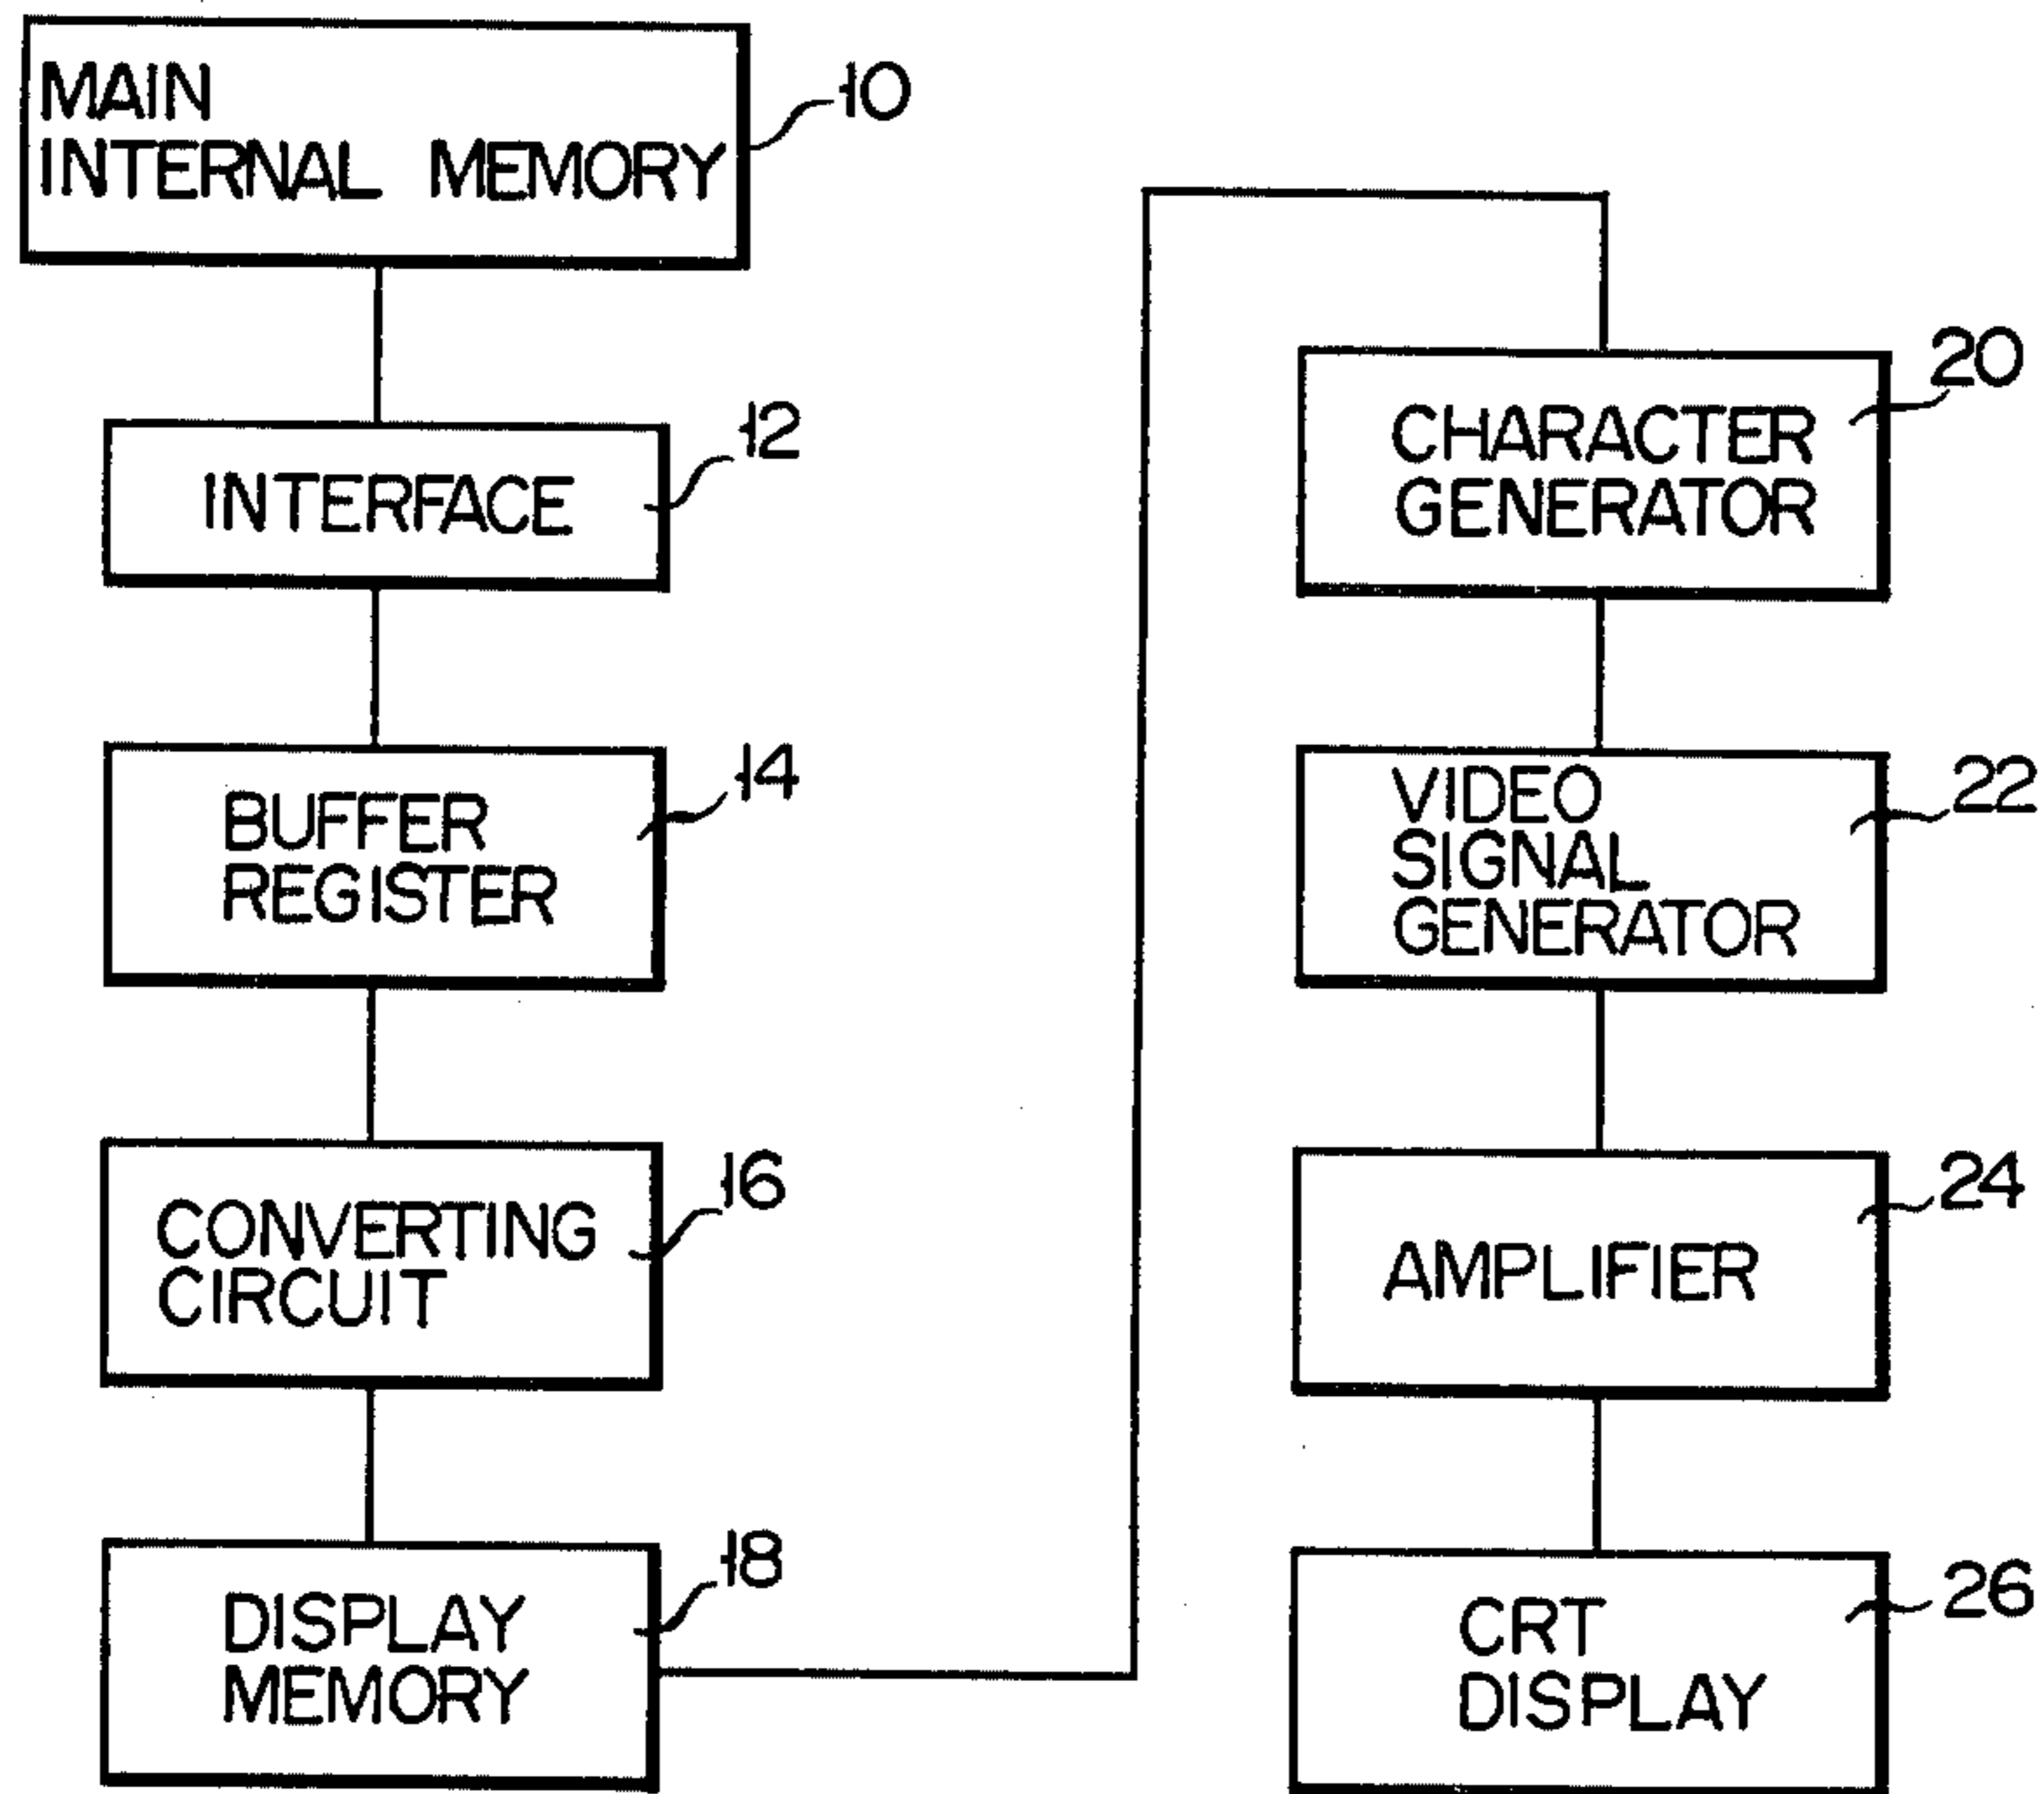 MAIN
INTERNAL MEMORY
10
INTERFACE
12
BUFFER
REGISTER
14
CONVERTING
CIRCUIT
16
DISPLAY
MEMORY
18
CHARACTER
GENERATOR
20
VIDEO
SIGNAL
GENERATOR
22
AMPLIFIER
24
CRT
DISPLAY
26